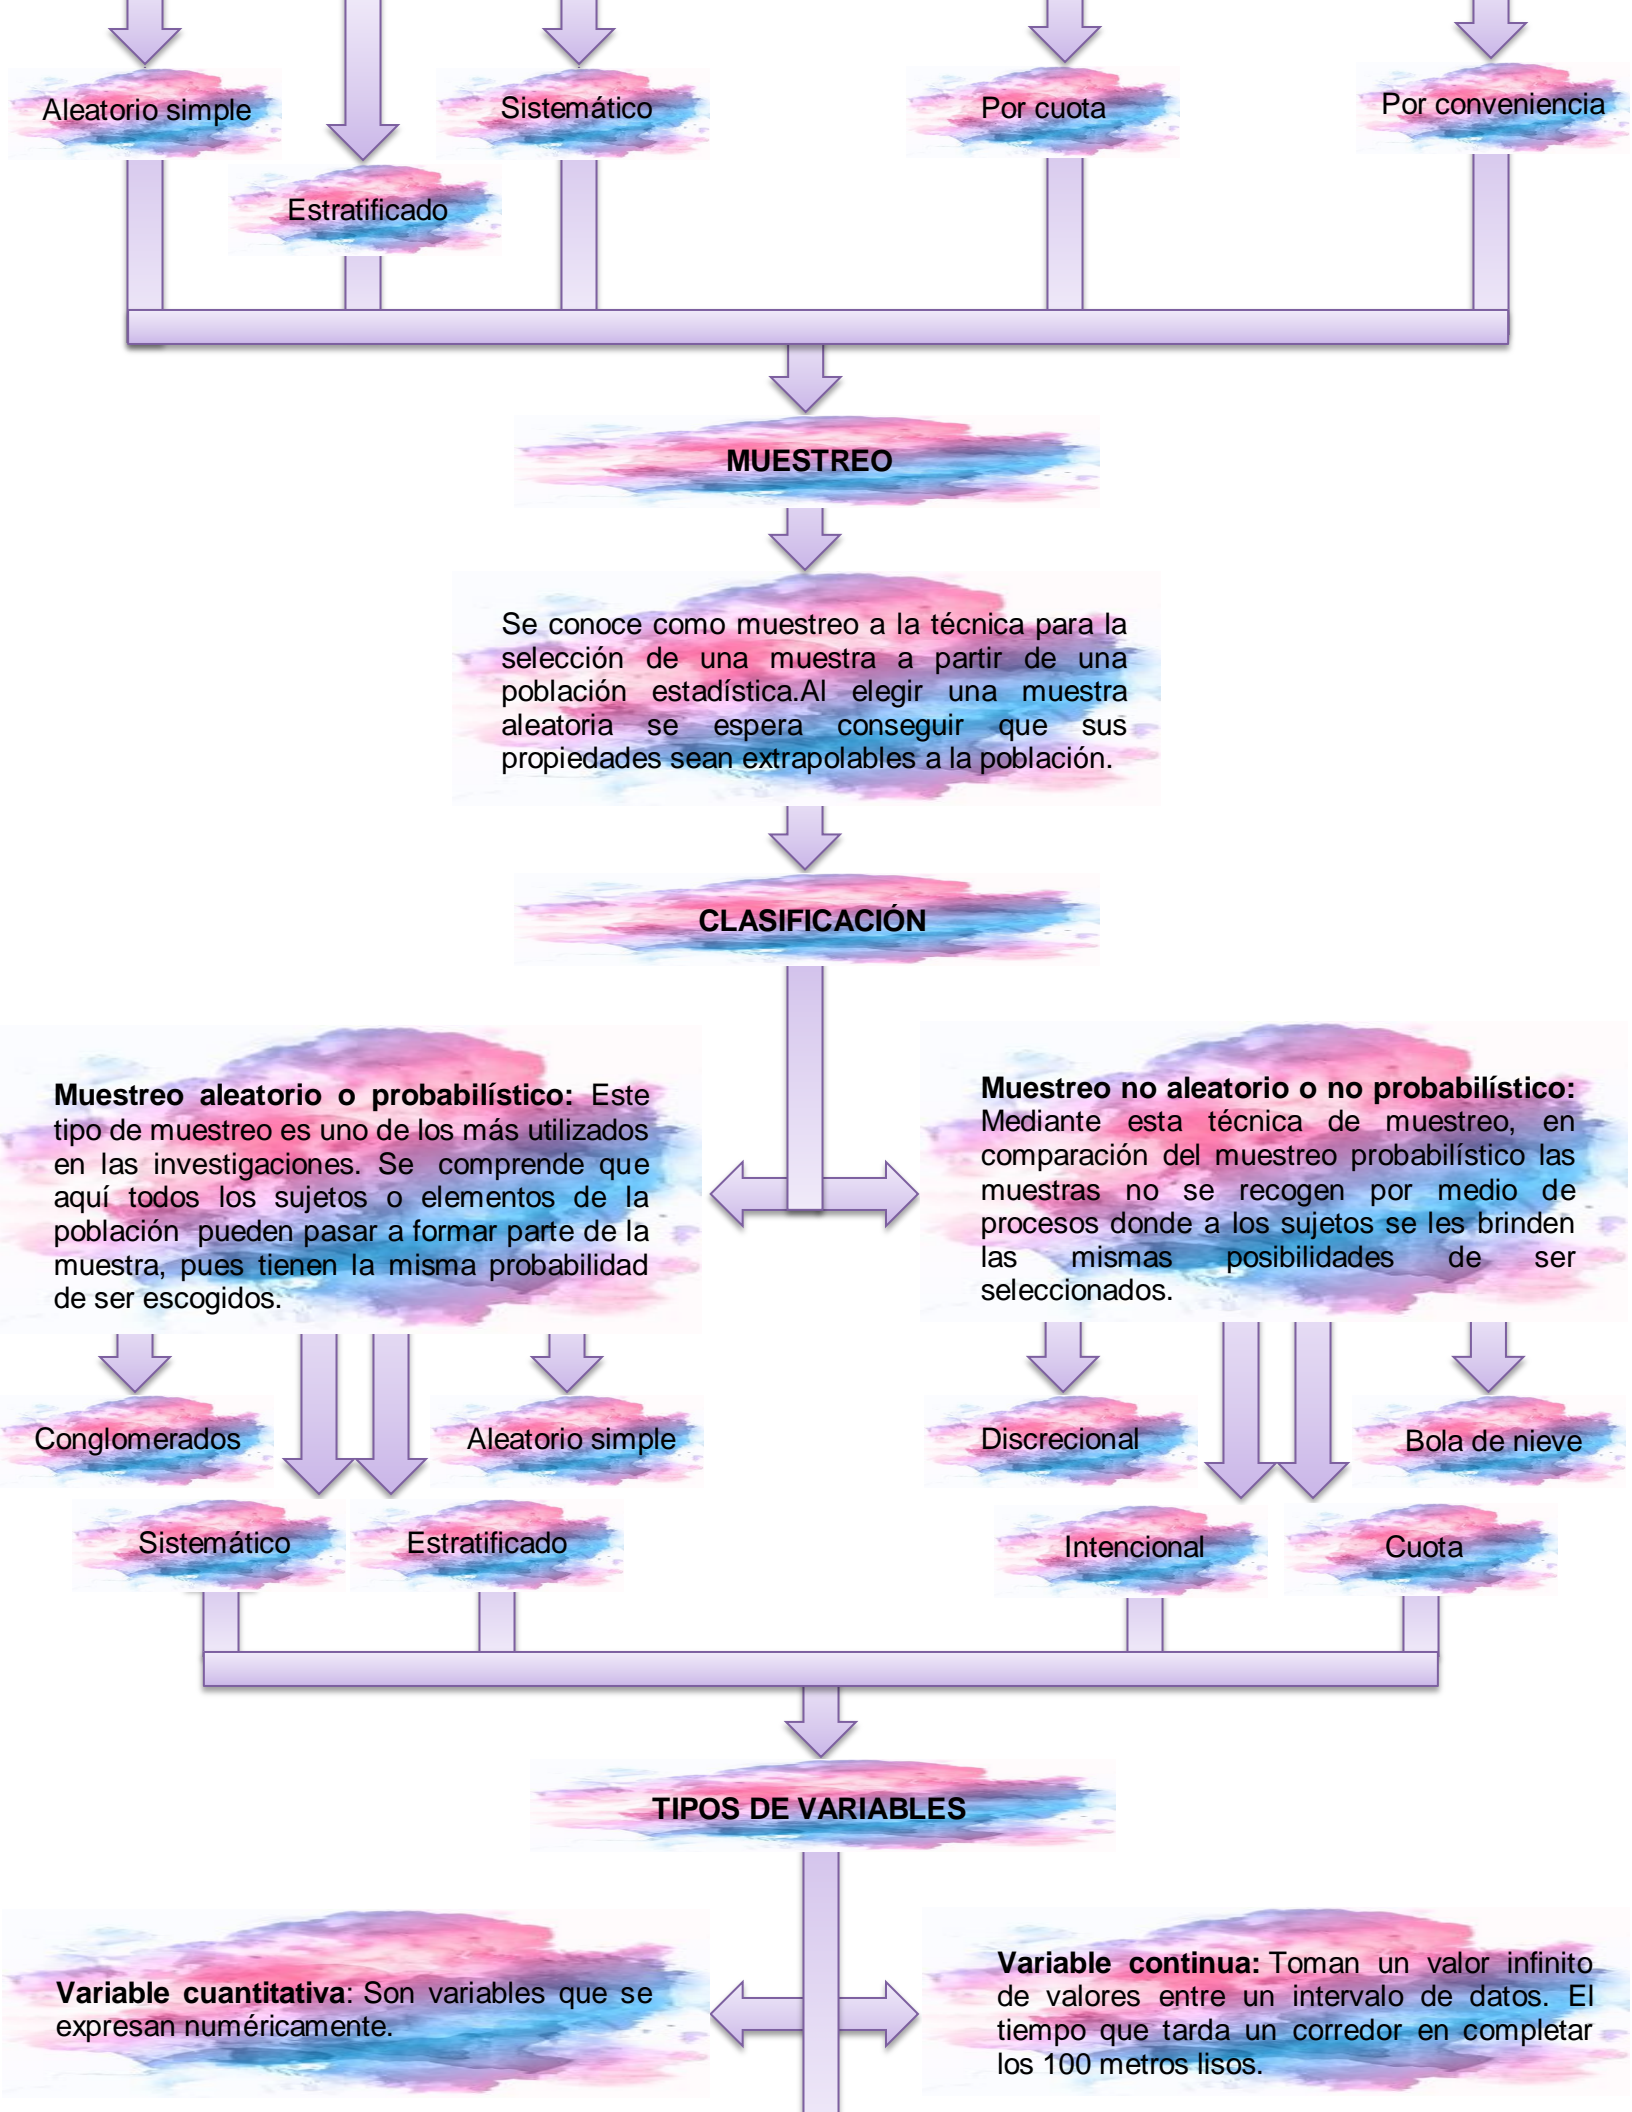 Aleatorio simple
Sistemático
Por cuota
Por conveniencia
Estratificado
MUESTREO
Se conoce como muestreo a la técnica para la
selección de una muestra a partir de una
población estadística.Al elegir una muestra
aleatoria se espera conseguir que sus
propiedades sean extrapolables a la población.
CLASIFICACIÓN
Muestreo aleatorio o probabilístico: Este
tipo de muestreo es uno de los más utilizados
en las investigaciones. Se comprende que
aquí todos los sujetos o elementos de la
población pueden pasar a formar parte de la
muestra, pues tienen la misma probabilidad
de ser escogidos.
Muestreo no aleatorio o no probabilístico:
Mediante esta técnica de muestreo, en
comparación del muestreo probabilístico las
muestras no se recogen por medio de
procesos donde a los sujetos se les brinden
las mismas posibilidades de ser
seleccionados.
Conglomerados
Aleatorio simple
Sistemático
Estratificado
Discrecional
Bola de nieve
Intencional
Cuota
TIPOS DE VARIABLES
Variable cuantitativa: Son variables que se
expresan numéricamente.
Variable continua: Toman un valor infinito
de valores entre un intervalo de datos. El
tiempo que tarda un corredor en completar
los 100 metros lisos.